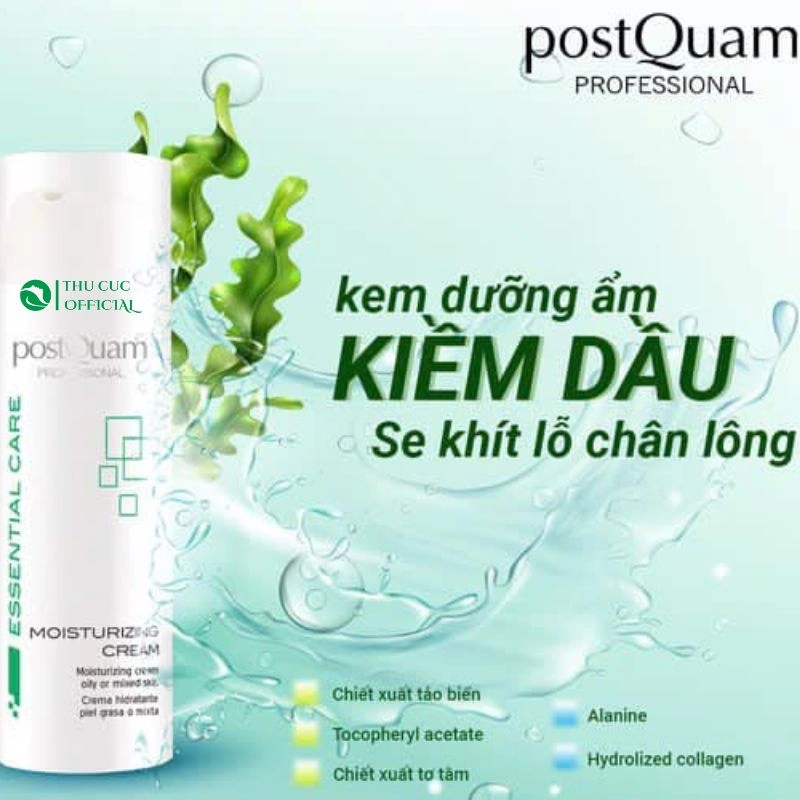 postQuam
PROFESSIONAL
THU CUC
OFFICIAL
postQuam
PROFESSIONAL
ESSENTIAL CARE
MOISTURIZING
CREAM
Moisturizing cream
oily or mixed skin.
Crema hidratante
piel grasa o mixta
kem dưỡng ẩm
KIỀM DẦU
Se khít lỗ chân lông
Chiết xuất tảo biển
Tocopheryl acetate
Chiết xuất tơ tằm
Alanine
Hydrolized collagen